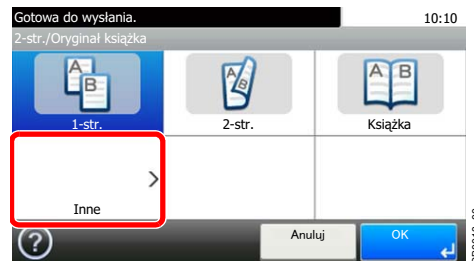 Gotowa do wysłania.
10:10
2-str./Oryginał książka
A
B
A
B
A B
1-str.
2-str.
Książka
Inne
?
Anuluj
OK